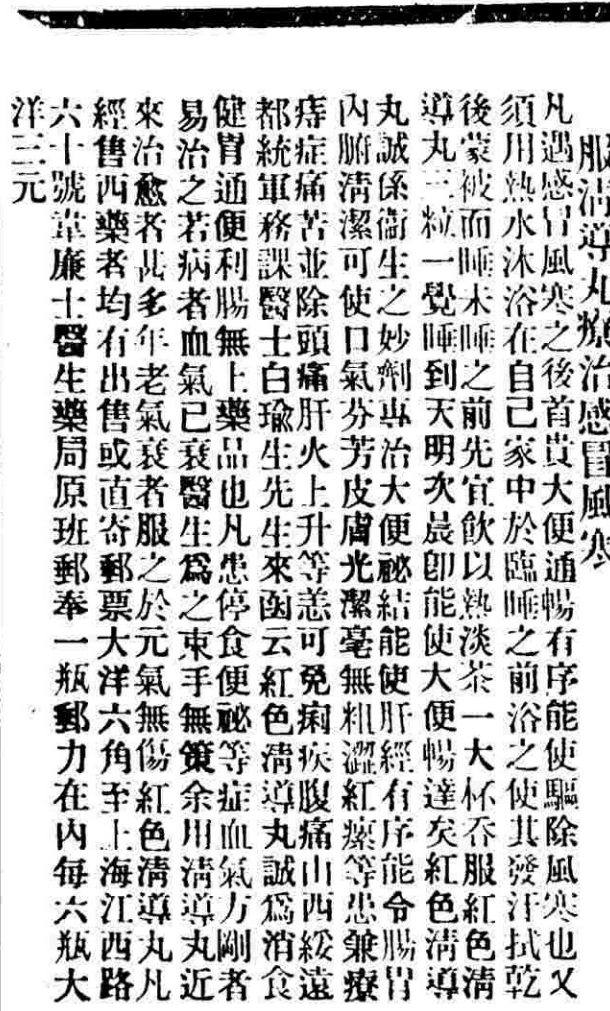 服清導丸療治感冒風寒
凡遇感冒風寒之後首貴大便通暢有序能使驅除風寒也又
須用熱水沐浴在自己家中於臨睡之前浴之使其發汗拭乾
後蒙被而睡未睡之前先宜飲以熱淡茶一大杯吞服紅色清
導丸三粒一覺睡到天明次晨卽能使大便暢達矣紅色清導
丸誠係衞生之妙劑專治大便祕結能使肝經有序能令腸胃
內腑淸潔可使口氣芬芳皮膚光潔毫無粗澀紅瘰等患兼療
痔症痛苦並除頭痛肝火上升等恙可免痢疾腹痛山西綏遠
都統軍務課醫士白瑜生先生來函云紅色清導丸誠爲消食
健胃通便利腸無上藥品也凡患停食便祕等症血氣方剛者
易治之若病者血氣已衰醫生爲之束手無策余用清導丸近
來治愈者甚多年老氣衰者服之於元氣無傷紅色清導丸凡
經售西藥者均有出售或直寄郵票大洋六角至上海江西路
六十號韋廉士醫生藥局原班郵奉一瓶郵力在內每六瓶大
洋三元